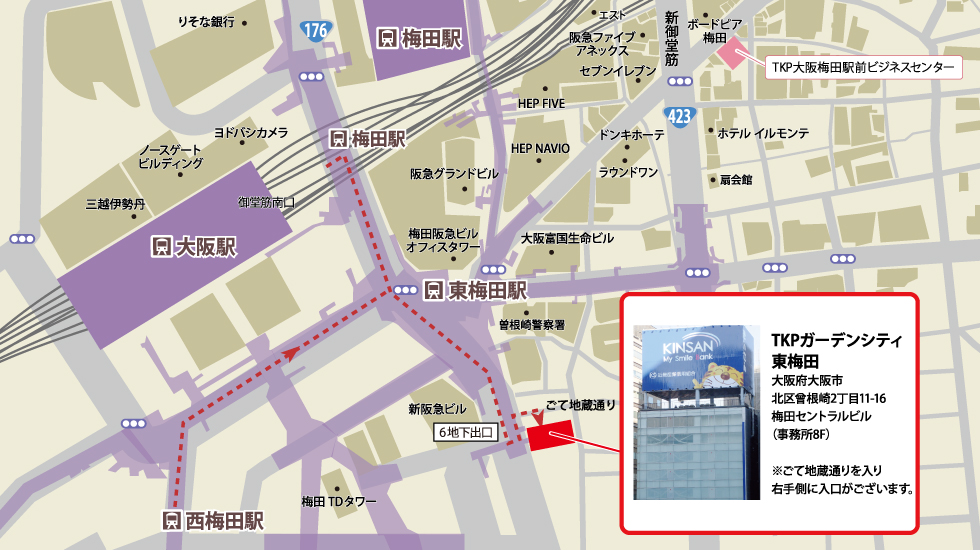 りそな銀行
176
梅田駅
エスト
阪急ファイブ
アネックス
セブンイレブン
新御堂筋
ボードピア
梅田
TKP大阪梅田駅前ビジネスセンター
HEP FIVE
423
ヨドバシカメラ
梅田駅
ノースゲート
ビルディング
HEP NAVIO
ドンキホーテ
ホテル イルモンテ
阪急グランドビル
ラウンドワン
扇会館
三越伊勢丹
御堂筋南口
大阪駅
梅田阪急ビル
オフィスタワー
大阪富国生命ビル
東梅田駅
曽根崎警察署
新阪急ビル
ごて地蔵通り
6地下出口
梅田 TDタワー
西梅田駅
KINSAN
My Smile Bank
TKPガーデンシティ
東梅田
大阪府大阪市
北区曾根崎2丁目11-16
梅田セントラルビル
(事務所8F)
※ごて地蔵通りを入り
右手側に入口がございます。